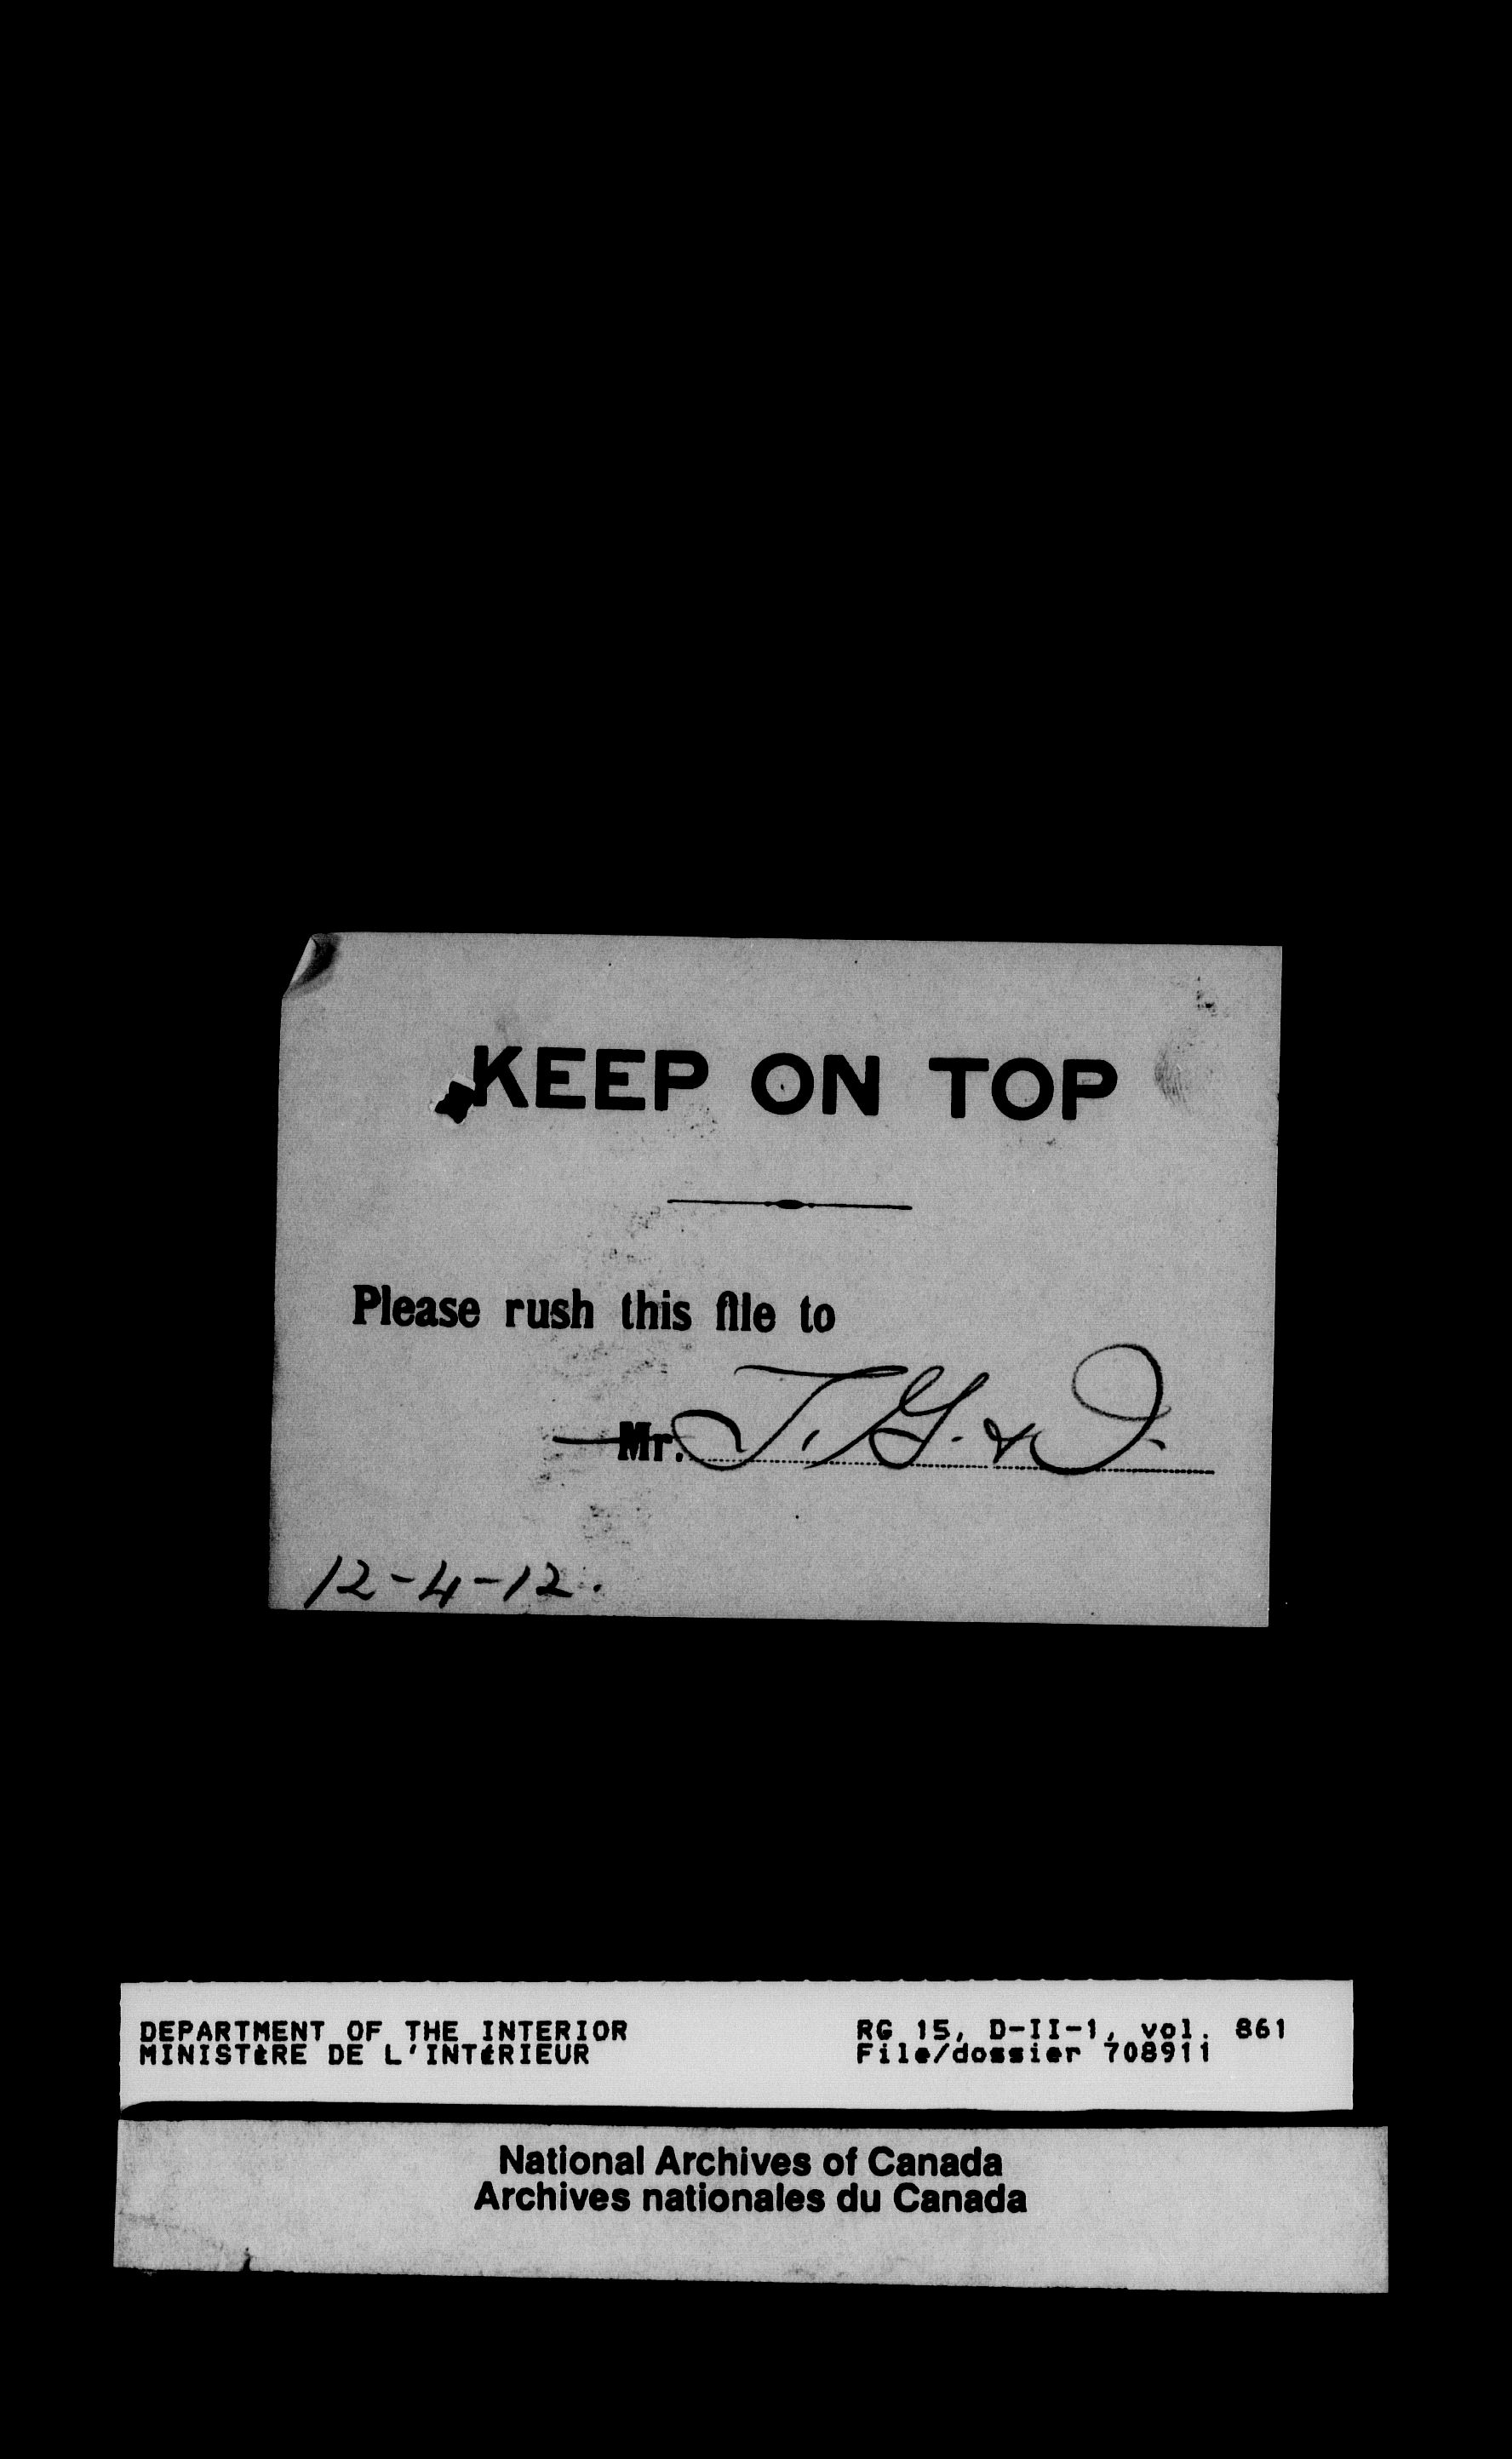 KEEP ON TOP
Please rush this file to
Mr. T. G. & I.
12-4-12.
DEPARTMENT OF THE INTERIOR
MINISTÈRE DE L'INTÉRIEUR
RG 15, D-II-1, vol. 861
File/dossier 708911
National Archives of Canada
Archives nationales du Canada